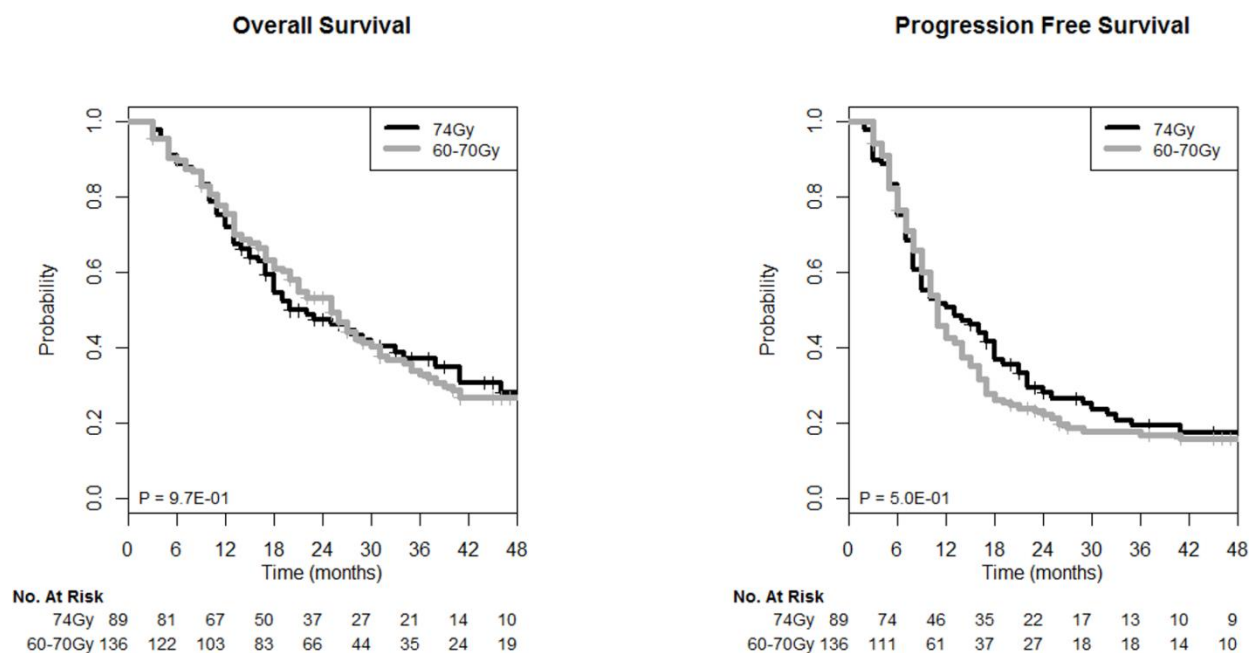 Overall Survival
Probability
1.0
0.8
0.6
0.4
0.2
0.0
74Gy
60-70Gy
P = 9.7E-01
0 6 12 18 24 30 36 42 48
Time (months)
No. At Risk
74Gy 89 81 67 50 37 27 21 14 10
60-70Gy 136 122 103 83 66 44 35 24 19
Progression Free Survival
Probability
1.0
0.8
0.6
0.4
0.2
0.0
74Gy
60-70Gy
P = 5.0E-01
0 6 12 18 24 30 36 42 48
Time (months)
No. At Risk
74Gy 89 74 46 35 22 17 13 10 9
60-70Gy 136 111 61 37 27 18 18 14 10